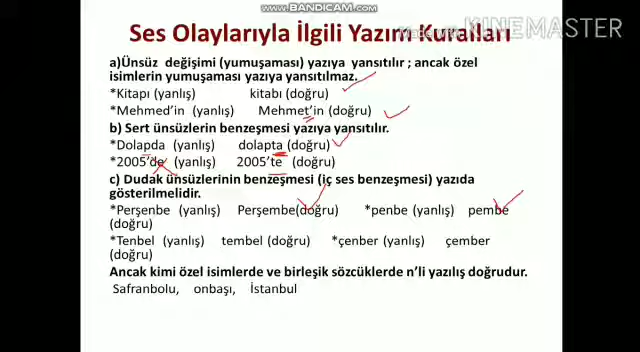 WWW.BANDICAM.COM
Made with KINEMASTER
Ses Olaylarıyla İlgili Yazım Kuralları
a)Ünsüz değişimi (yumuşaması) yazıya yansıtılır ; ancak özel
isimlerin yumuşaması yazıya yansıtılmaz.
*Kitapı (yanlış) kitabı (doğru)
*Mehmed’in (yanlış) Mehmet’in (doğru)
b) Sert ünsüzlerin benzeşmesi yazıya yansıtılır.
*Dolapda (yanlış) dolapta (doğru)
*2005’de (yanlış) 2005’te (doğru)
c) Dudak ünsüzlerinin benzeşmesi (iç ses benzeşmesi) yazıda
gösterilmelidir.
*Perşenbe (yanlış) Perşembe(doğru) *penbe (yanlış) pembe
(doğru)
*Tenbel (yanlış) tembel (doğru) *çenber (yanlış) çember
(doğru)
Ancak kimi özel isimlerde ve birleşik sözcüklerde n’li yazılış doğrudur.
Safranbolu, onbaşı, İstanbul